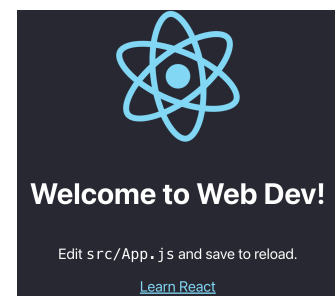 Welcome to Web Dev!
Edit src/App.js and save to reload.
Learn React